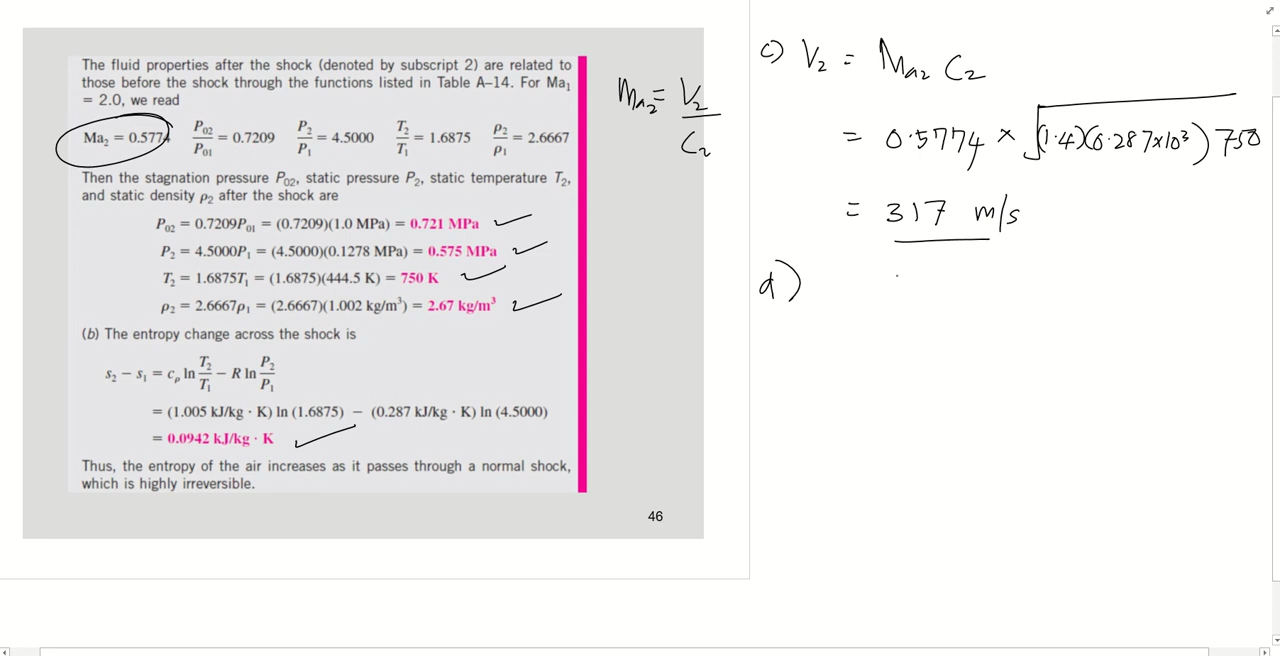 The fluid properties after the shock (denoted by subscript 2) are related to
those before the shock through the functions listed in Table A–14. For Ma₁
= 2.0, we read
Ma₂ = 0.5774 P₀₂/P₀₁ = 0.7209 P₂/P₁ = 4.5000 T₂/T₁ = 1.6875 ρ₂/ρ₁ = 2.6667
Then the stagnation pressure P₀₂, static pressure P₂, static temperature T₂,
and static density ρ₂ after the shock are
P₀₂ = 0.7209P₀₁ = (0.7209)(1.0 MPa) = 0.721 MPa
P₂ = 4.5000P₁ = (4.5000)(0.1278 MPa) = 0.575 MPa
T₂ = 1.6875T₁ = (1.6875)(444.5 K) = 750 K
ρ₂ = 2.6667ρ₁ = (2.6667)(1.002 kg/m³) = 2.67 kg/m³
(b) The entropy change across the shock is
s₂ − s₁ = cₚ ln T₂/T₁ − R ln P₂/P₁
= (1.005 kJ/kg · K) ln (1.6875) − (0.287 kJ/kg · K) ln (4.5000)
= 0.0942 kJ/kg · K
Thus, the entropy of the air increases as it passes through a normal shock,
which is highly irreversible.
46
Ma₂ = V₂/C₂
c) V₂ = Ma₂ C₂
= 0.5774 × √(1.4)(0.287×10³) 750
= 317 m/s
d)